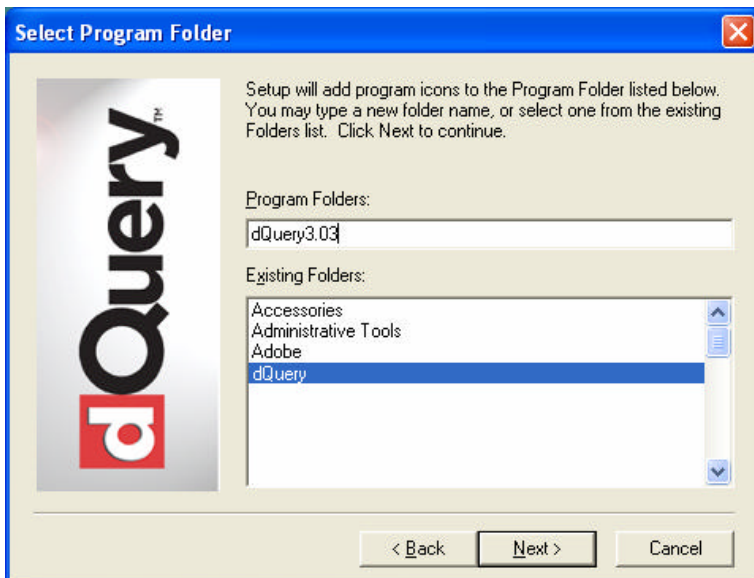 Select Program Folder
dQuery™
Setup will add program icons to the Program Folder listed below.
You may type a new folder name, or select one from the existing
Folders list. Click Next to continue.
Program Folders:
dQuery3.03
Existing Folders:
Accessories
Administrative Tools
Adobe
dQuery
< Back
Next >
Cancel